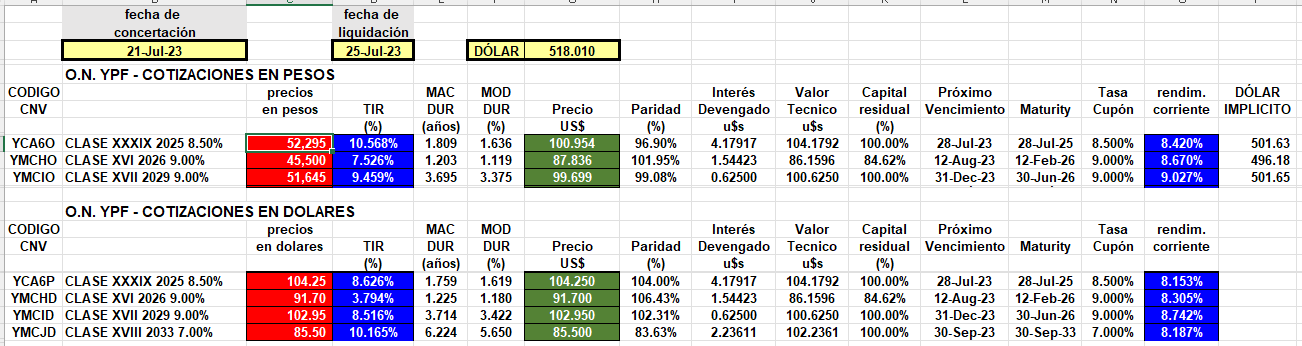 fecha de fecha de
concertación liquidación
21-Jul-23 25-Jul-23 DÓLAR 518.010
O.N. YPF - COTIZACIONES EN PESOS
CODIGO precios MAC MOD Interés Valor Capital Próximo Tasa rendim. DÓLAR
CNV en pesos TIR DUR DUR Precio Paridad Devengado Tecnico residual Vencimiento Maturity Cupón corriente IMPLICITO
(%) (años) (%) US$ (%) u$s u$s (%)
YCA6O CLASE XXXIX 2025 8.50% 52,295 10.568% 1.809 1.636 100.954 96.90% 4.17917 104.1792 100.00% 28-Jul-23 28-Jul-25 8.500% 8.420% 501.63
YMCHO CLASE XVI 2026 9.00% 45,500 7.526% 1.203 1.119 87.836 101.95% 1.54423 86.1596 84.62% 12-Aug-23 12-Feb-26 9.000% 8.670% 496.18
YMCIO CLASE XVII 2029 9.00% 51,645 9.459% 3.695 3.375 99.699 99.08% 0.62500 100.6250 100.00% 31-Dec-23 30-Jun-26 9.000% 9.027% 501.65
O.N. YPF - COTIZACIONES EN DOLARES
CODIGO precios MAC MOD Interés Valor Capital Próximo Tasa rendim.
CNV en dolares TIR DUR DUR Precio Paridad Devengado Tecnico residual Vencimiento Maturity Cupón corriente
(%) (años) (%) US$ (%) u$s u$s (%)
YCA6P CLASE XXXIX 2025 8.50% 104.25 8.626% 1.759 1.619 104.250 104.00% 4.17917 104.1792 100.00% 28-Jul-23 28-Jul-25 8.500% 8.153%
YMCHD CLASE XVI 2026 9.00% 91.70 3.794% 1.225 1.180 91.700 106.43% 1.54423 86.1596 84.62% 12-Aug-23 12-Feb-26 9.000% 8.305%
YMCID CLASE XVII 2029 9.00% 102.95 8.516% 3.714 3.422 102.950 102.31% 0.62500 100.6250 100.00% 31-Dec-23 30-Jun-26 9.000% 8.742%
YMCJD CLASE XVIII 2033 7.00% 85.50 10.165% 6.224 5.650 85.500 83.63% 2.23611 102.2361 100.00% 30-Sep-23 30-Sep-33 7.000% 8.187%